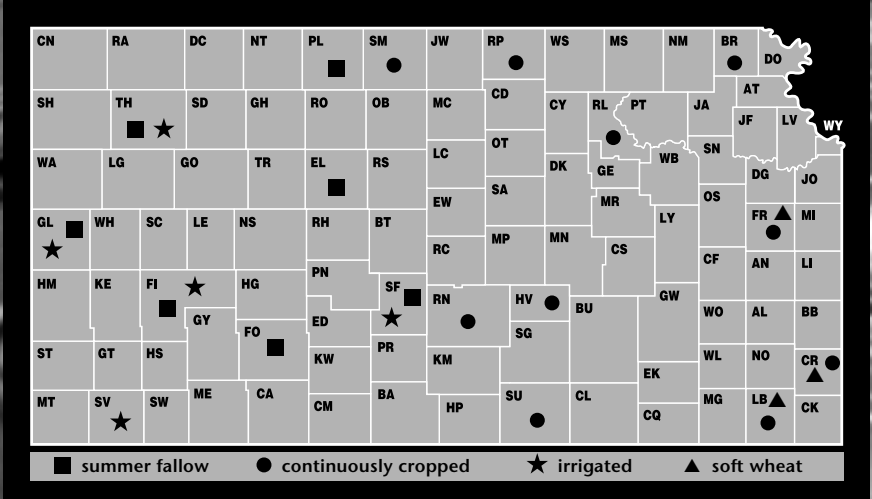 CN RA DC NT PL SM JW RP WS MS NM BR DO
SH TH SD GH RO OB MC CD CY RL PT JA AT
JF LV WY
WA LG GO TR EL RS LC OT DK GE WB SN DG JO
GL WH SC LE NS RH BT EW SA MR LY OS FR MI
RC MP MN CS CF AN LI
HM KE FI HG PN SF RN HV BU GW WO AL BB
GY FO ED SG
ST GT HS KW PR KM EK WL NO CR
MT SV SW ME CA CM BA HP SU CL CQ MG LB CK
summer fallow continuously cropped irrigated soft wheat